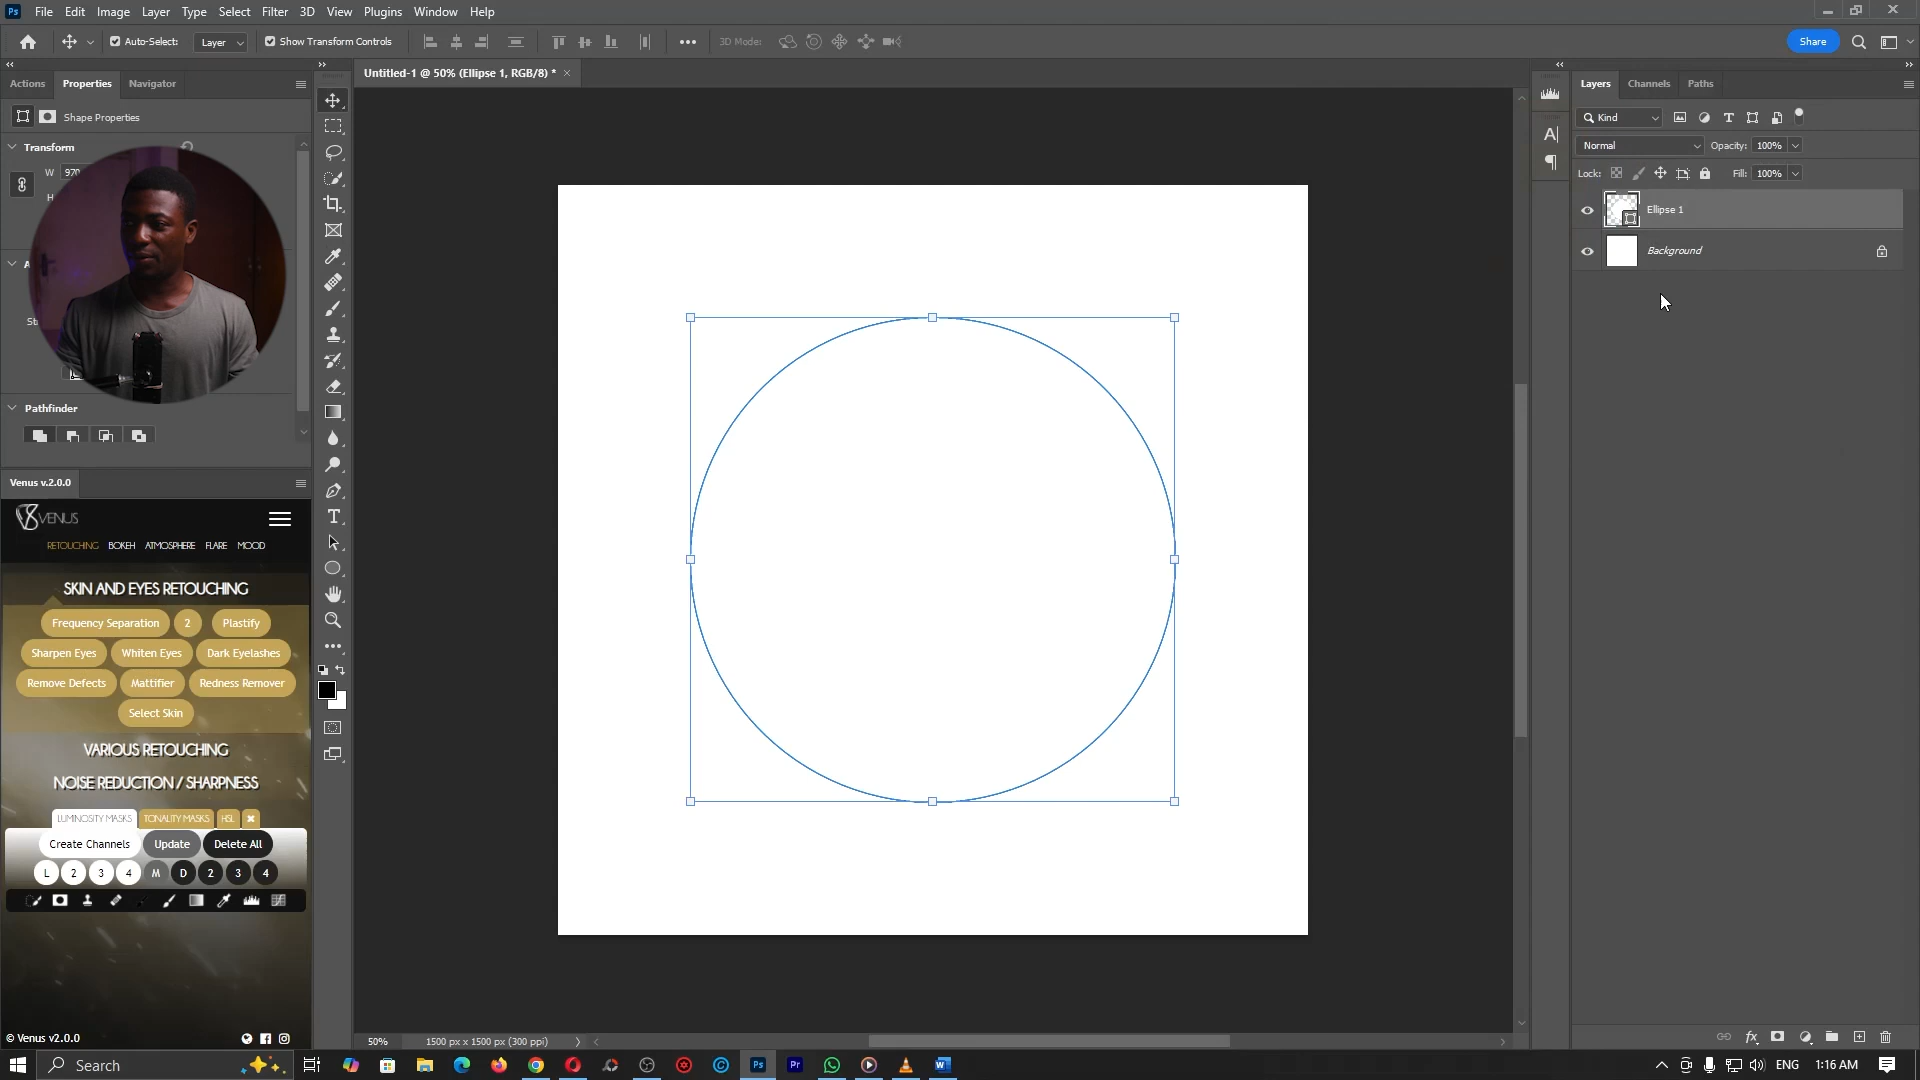 Ps File Edit Image Layer Type Select Filter 3D View Plugins Window Help
Auto-Select: Layer Show Transform Controls 3D Mode: Share
Actions Properties Navigator
Shape Properties
Transform
W 970
H
Pathfinder
Venus v.2.0.0
VENUS
RETOUCHING BOKEH ATMOSPHERE FLARE MOOD
SKIN AND EYES RETOUCHING
Frequency Separation 2 Plastify
Sharpen Eyes Whiten Eyes Dark Eyelashes
Remove Defects Mattifier Redness Remover
Select Skin
VARIOUS RETOUCHING
NOISE REDUCTION / SHARPNESS
LUMINOSITY MASKS TONALITY MASKS HSL
Create Channels Update Delete All
L 2 3 4 M D 2 3 4
© Venus v2.0.0
Untitled-1 @ 50% (Ellipse 1, RGB/8) *
50% 1500 px x 1500 px (300 ppi)
Layers Channels Paths
Kind
Normal Opacity: 100%
Lock: Fill: 100%
Ellipse 1
Background
Search
ENG 1:16 AM